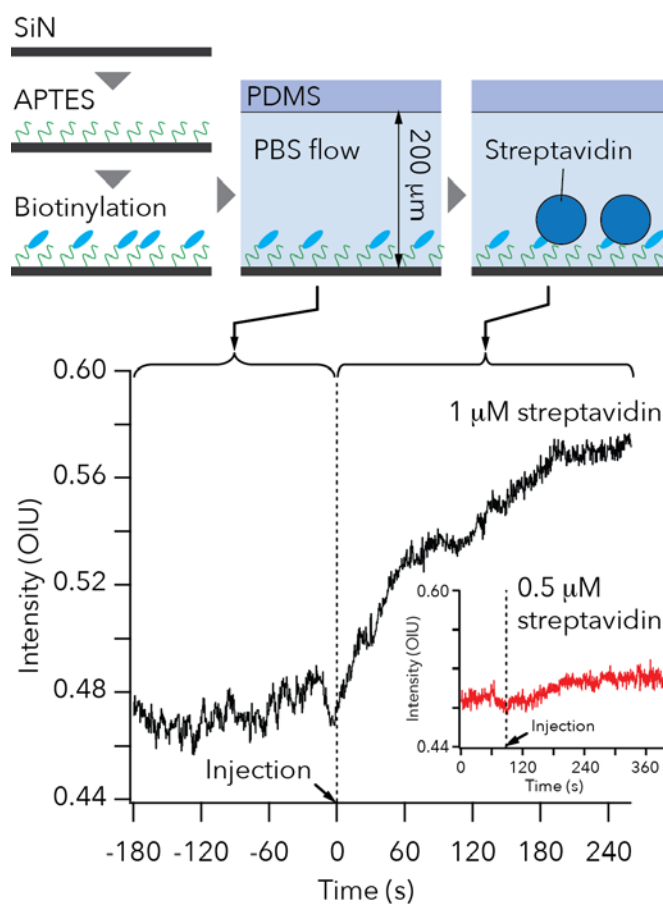 SiN
APTES
Biotinylation
PDMS
PBS flow
200 μm
Streptavidin
0.60
0.56
0.52
0.48
0.44
Intensity (OIU)
1 μM streptavidin
Injection
-180
-120
-60
0
60
120
180
240
Time (s)
0.60
0.44
Intensity (OIU)
0.5 μM
streptavidin
Injection
0
120
240
360
Time (s)